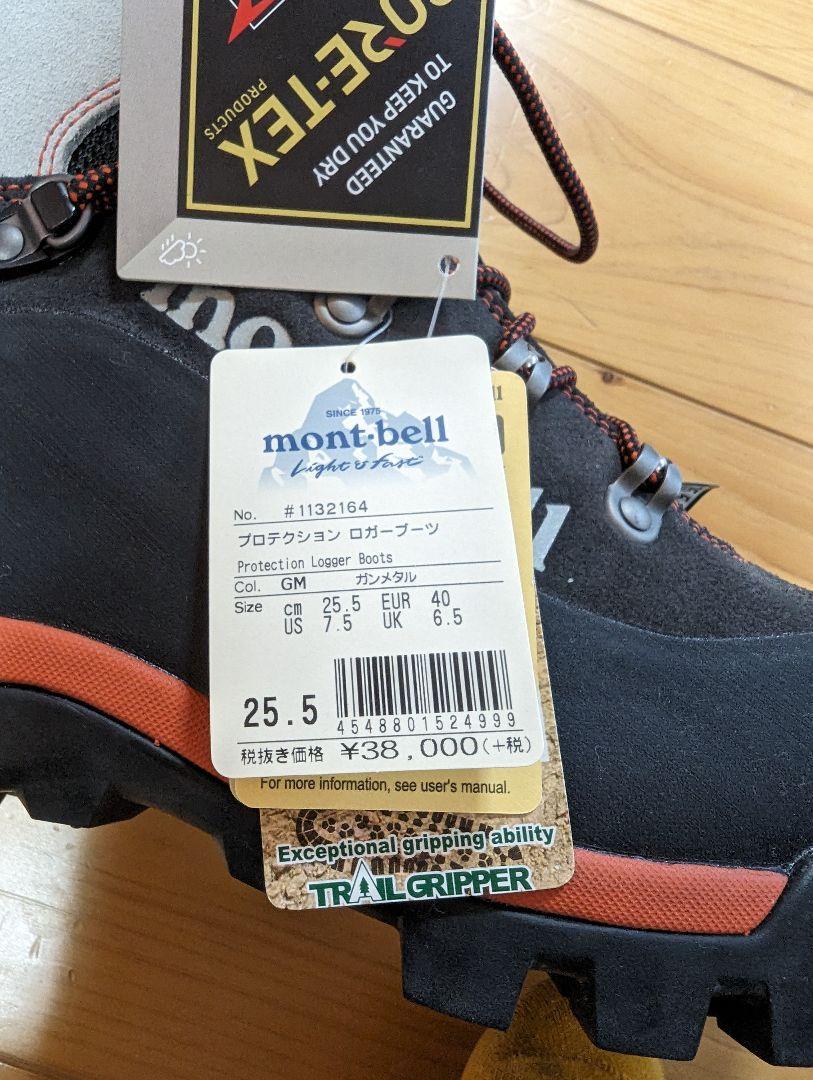 GORE-TEX
PRODUCTS
GUARANTEED
TO KEEP YOU DRY
SINCE 1975
mont-bell
Light & Fast
No. #1132164
プロテクション ロガーブーツ
Protection Logger Boots
Col. GM ガンメタル
Size cm 25.5 EUR 40
US 7.5 UK 6.5
25.5
4548801524999
税抜き価格 ¥38,000(+税)
For more information, see user's manual.
Exceptional gripping ability
TRAIL GRIPPER